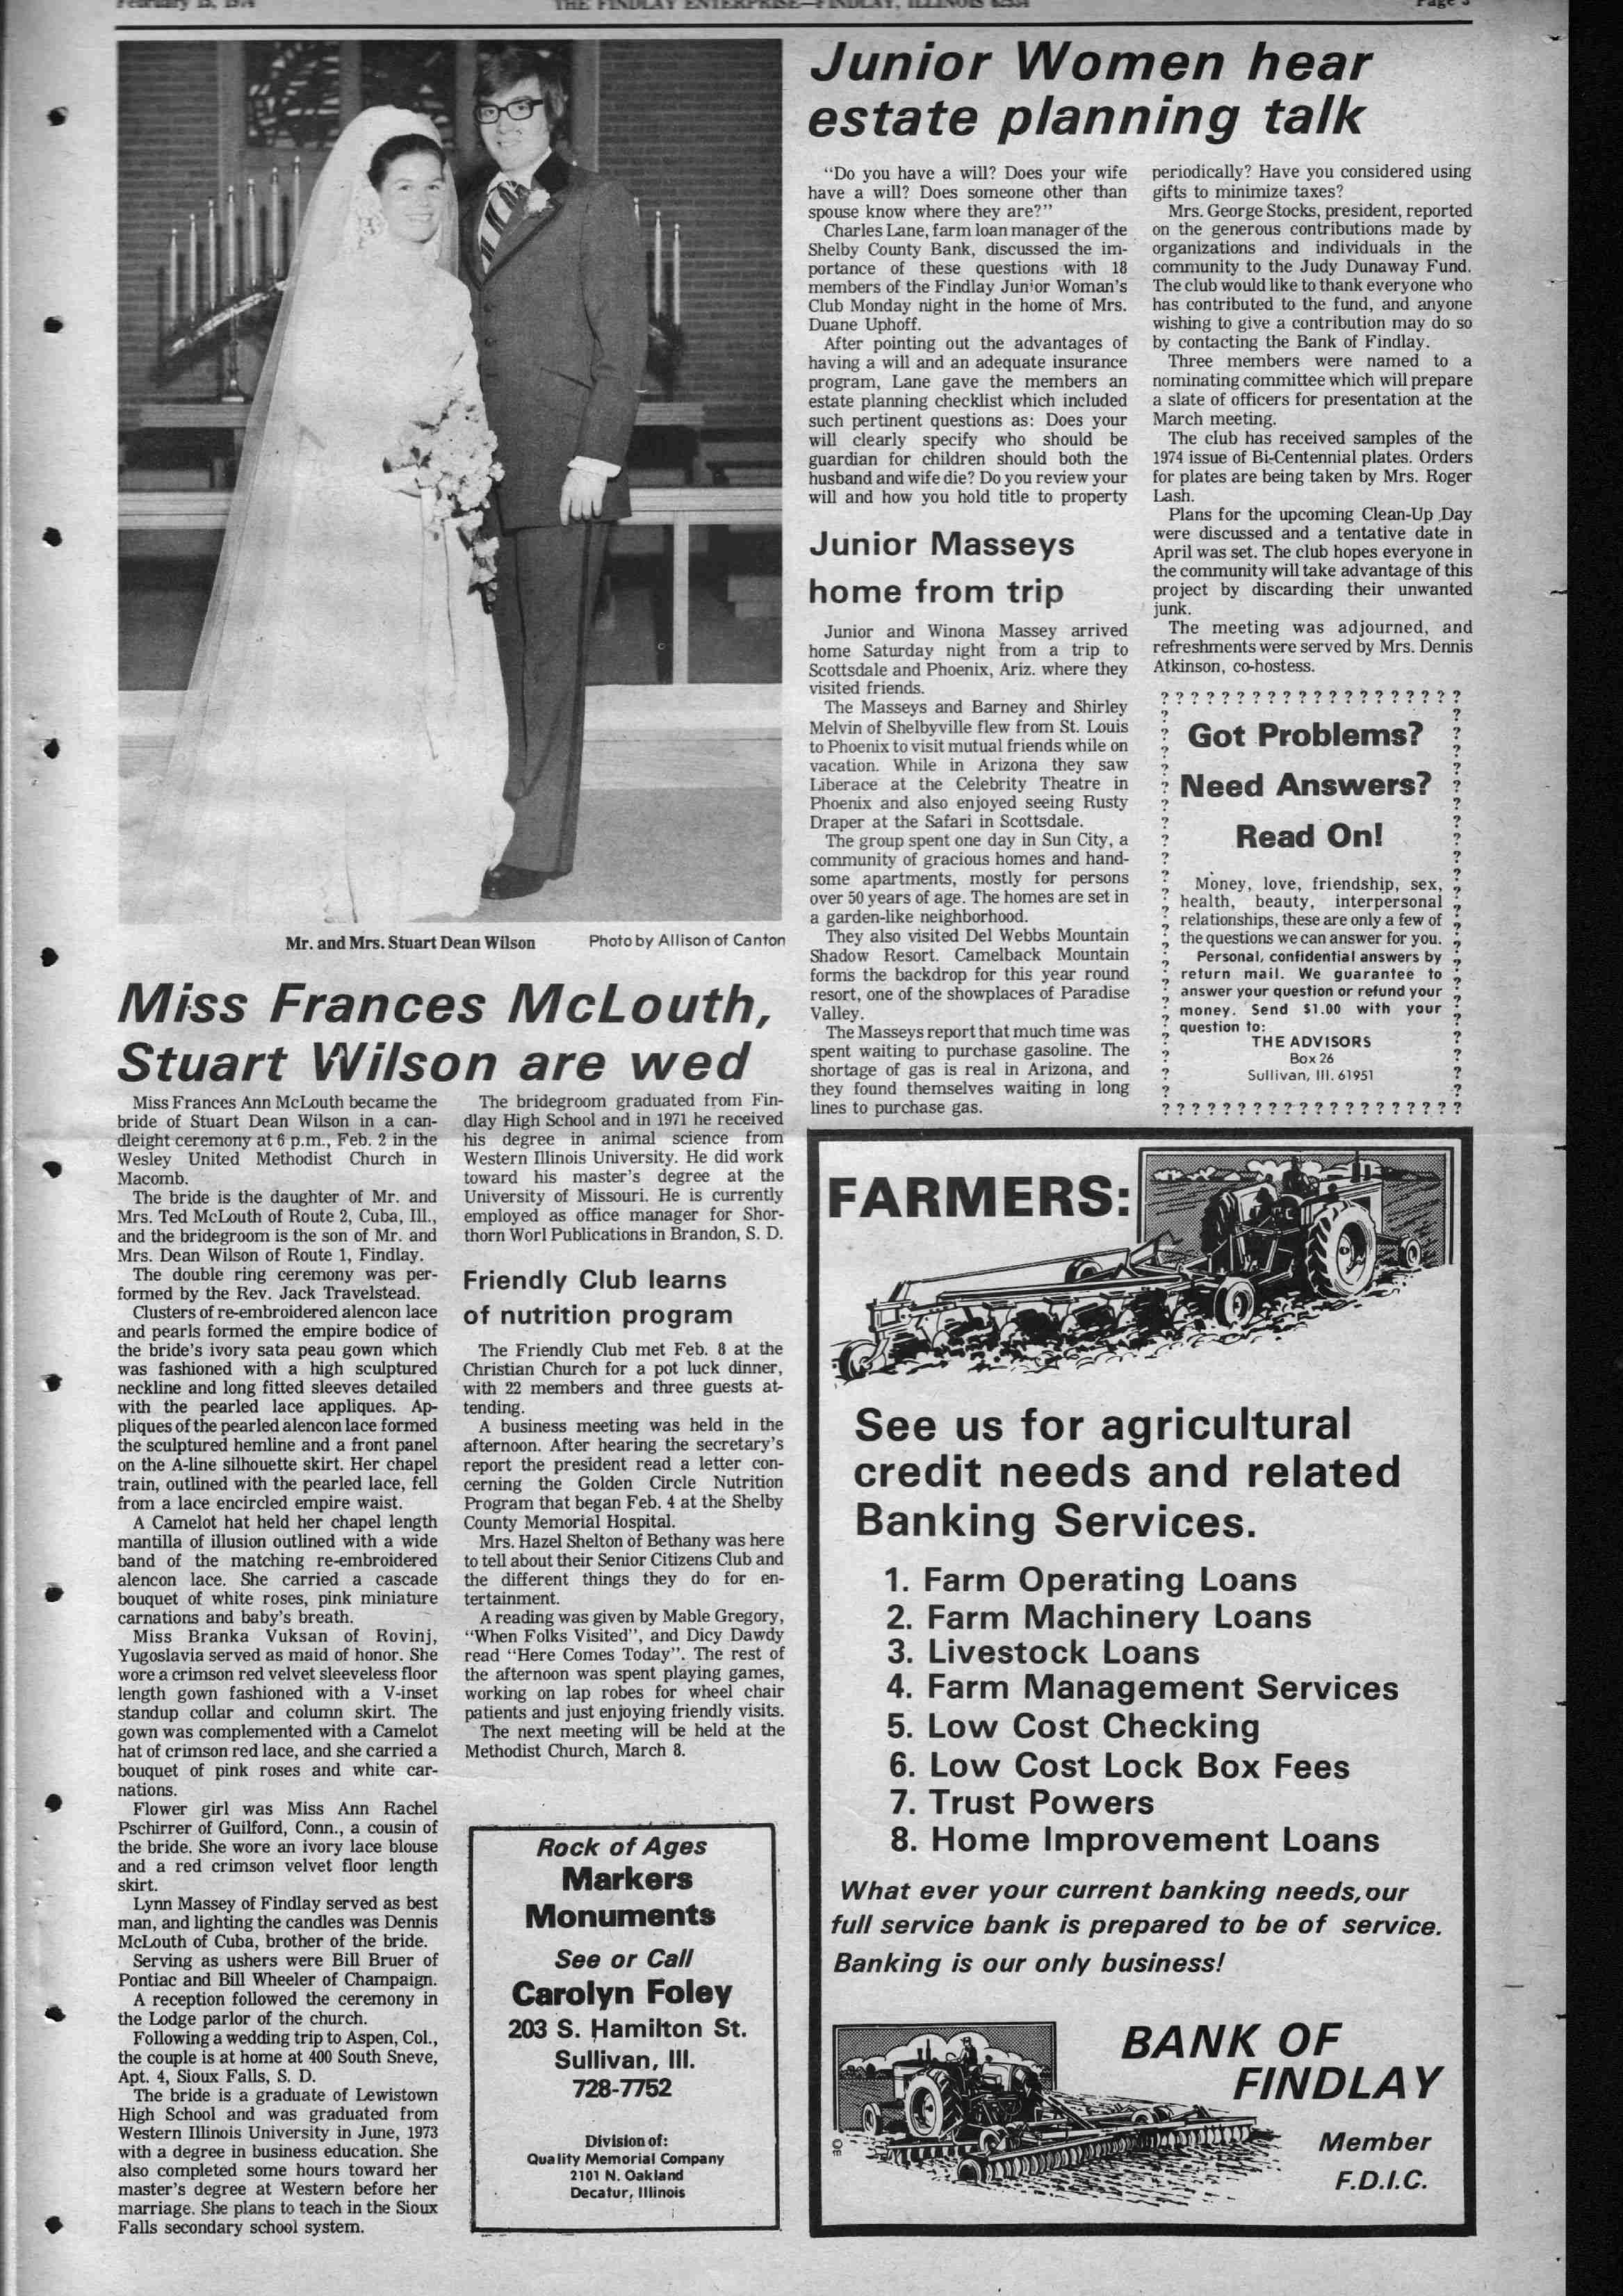 THE FINDLAY ENTERPRISE—FINDLAY, ILLINOIS
Page 3
Mr. and Mrs. Stuart Dean Wilson
Photo by Allison of Canton
Miss Frances McLouth,
Stuart Wilson are wed
Miss Frances Ann McLouth became the
bride of Stuart Dean Wilson in a can-
dleight ceremony at 6 p.m., Feb. 2 in the
Wesley United Methodist Church in
Macomb.
The bride is the daughter of Mr. and
Mrs. Ted McLouth of Route 2, Cuba, Ill.,
and the bridegroom is the son of Mr. and
Mrs. Dean Wilson of Route 1, Findlay.
The double ring ceremony was per-
formed by the Rev. Jack Travelstead.
Clusters of re-embroidered alencon lace
and pearls formed the empire bodice of
the bride's ivory sata peau gown which
was fashioned with a high sculptured
neckline and long fitted sleeves detailed
with the pearled lace appliques. Ap-
pliques of the pearled alencon lace formed
the sculptured hemline and a front panel
on the A-line silhouette skirt. Her chapel
train, outlined with the pearled lace, fell
from a lace encircled empire waist.
A Camelot hat held her chapel length
mantilla of illusion outlined with a wide
band of the matching re-embroidered
alencon lace. She carried a cascade
bouquet of white roses, pink miniature
carnations and baby's breath.
Miss Branka Vuksan of Rovinj,
Yugoslavia served as maid of honor. She
wore a crimson red velvet sleeveless floor
length gown fashioned with a V-inset
standup collar and column skirt. The
gown was complemented with a Camelot
hat of crimson red lace, and she carried a
bouquet of pink roses and white car-
nations.
Flower girl was Miss Ann Rachel
Pschirrer of Guilford, Conn., a cousin of
the bride. She wore an ivory lace blouse
and a red crimson velvet floor length
skirt.
Lynn Massey of Findlay served as best
man, and lighting the candles was Dennis
McLouth of Cuba, brother of the bride.
Serving as ushers were Bill Bruer of
Pontiac and Bill Wheeler of Champaign.
A reception followed the ceremony in
the Lodge parlor of the church.
Following a wedding trip to Aspen, Col.,
the couple is at home at 400 South Sneve,
Apt. 4, Sioux Falls, S. D.
The bride is a graduate of Lewistown
High School and was graduated from
Western Illinois University in June, 1973
with a degree in business education. She
also completed some hours toward her
master's degree at Western before her
marriage. She plans to teach in the Sioux
Falls secondary school system.
The bridegroom graduated from Fin-
dlay High School and in 1971 he received
his degree in animal science from
Western Illinois University. He did work
toward his master's degree at the
University of Missouri. He is currently
employed as office manager for Shor-
thorn Worl Publications in Brandon, S. D.
Friendly Club learns
of nutrition program
The Friendly Club met Feb. 8 at the
Christian Church for a pot luck dinner,
with 22 members and three guests at-
tending.
A business meeting was held in the
afternoon. After hearing the secretary's
report the president read a letter con-
cerning the Golden Circle Nutrition
Program that began Feb. 4 at the Shelby
County Memorial Hospital.
Mrs. Hazel Shelton of Bethany was here
to tell about their Senior Citizens Club and
the different things they do for en-
tertainment.
A reading was given by Mable Gregory,
"When Folks Visited", and Dicy Dawdy
read "Here Comes Today". The rest of
the afternoon was spent playing games,
working on lap robes for wheel chair
patients and just enjoying friendly visits.
The next meeting will be held at the
Methodist Church, March 8.
Rock of Ages
Markers
Monuments
See or Call
Carolyn Foley
203 S. Hamilton St.
Sullivan, Ill.
728-7752
Division of:
Quality Memorial Company
2101 N. Oakland
Decatur, Illinois
Junior Women hear
estate planning talk
"Do you have a will? Does your wife
have a will? Does someone other than
spouse know where they are?"
Charles Lane, farm loan manager of the
Shelby County Bank, discussed the im-
portance of these questions with 18
members of the Findlay Junior Woman's
Club Monday night in the home of Mrs.
Duane Uphoff.
After pointing out the advantages of
having a will and an adequate insurance
program, Lane gave the members an
estate planning checklist which included
such pertinent questions as: Does your
will clearly specify who should be
guardian for children should both the
husband and wife die? Do you review your
will and how you hold title to property
periodically? Have you considered using
gifts to minimize taxes?
Mrs. George Stocks, president, reported
on the generous contributions made by
organizations and individuals in the
community to the Judy Dunaway Fund.
The club would like to thank everyone who
has contributed to the fund, and anyone
wishing to give a contribution may do so
by contacting the Bank of Findlay.
Three members were named to a
nominating committee which will prepare
a slate of officers for presentation at the
March meeting.
The club has received samples of the
1974 issue of Bi-Centennial plates. Orders
for plates are being taken by Mrs. Roger
Lash.
Plans for the upcoming Clean-Up Day
were discussed and a tentative date in
April was set. The club hopes everyone in
the community will take advantage of this
project by discarding their unwanted
junk.
The meeting was adjourned, and
refreshments were served by Mrs. Dennis
Atkinson, co-hostess.
Junior Masseys
home from trip
Junior and Winona Massey arrived
home Saturday night from a trip to
Scottsdale and Phoenix, Ariz. where they
visited friends.
The Masseys and Barney and Shirley
Melvin of Shelbyville flew from St. Louis
to Phoenix to visit mutual friends while on
vacation. While in Arizona they saw
Liberace at the Celebrity Theatre in
Phoenix and also enjoyed seeing Rusty
Draper at the Safari in Scottsdale.
The group spent one day in Sun City, a
community of gracious homes and hand-
some apartments, mostly for persons
over 50 years of age. The homes are set in
a garden-like neighborhood.
They also visited Del Webbs Mountain
Shadow Resort. Camelback Mountain
forms the backdrop for this year round
resort, one of the showplaces of Paradise
Valley.
The Masseys report that much time was
spent waiting to purchase gasoline. The
shortage of gas is real in Arizona, and
they found themselves waiting in long
lines to purchase gas.
? ? ? ? ? ? ? ? ? ? ? ? ? ? ? ? ? ? ? ?
Got Problems?
Need Answers?
Read On!
Money, love, friendship, sex,
health, beauty, interpersonal
relationships, these are only a few of
the questions we can answer for you.
Personal, confidential answers by
return mail. We guarantee to
answer your question or refund your
money. Send $1.00 with your
question to:
THE ADVISORS
Box 26
Sullivan, Ill. 61951
? ? ? ? ? ? ? ? ? ? ? ? ? ? ? ? ? ? ? ?
FARMERS:
See us for agricultural
credit needs and related
Banking Services.
1. Farm Operating Loans
2. Farm Machinery Loans
3. Livestock Loans
4. Farm Management Services
5. Low Cost Checking
6. Low Cost Lock Box Fees
7. Trust Powers
8. Home Improvement Loans
What ever your current banking needs, our
full service bank is prepared to be of service.
Banking is our only business!
BANK OF
FINDLAY
Member
F.D.I.C.